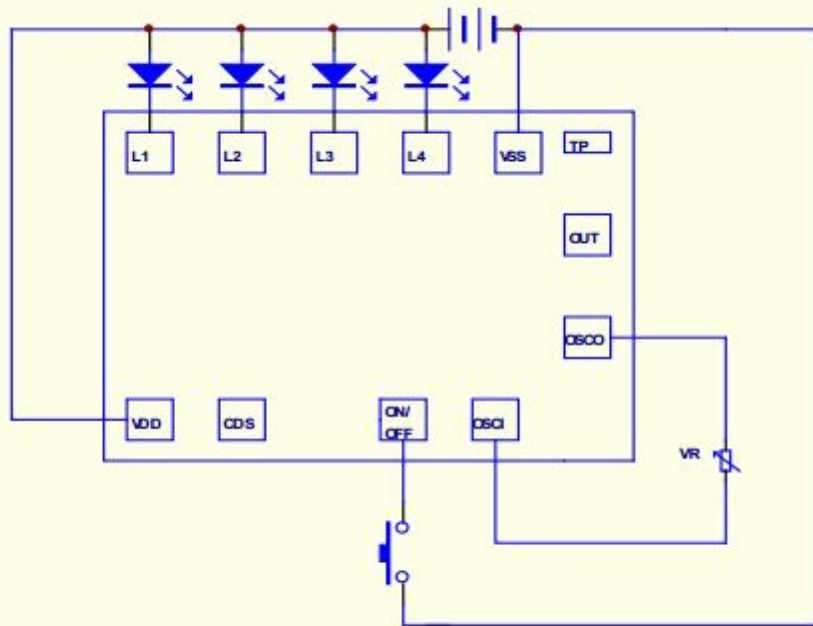 L1
L2
L3
L4
VSS
TP
OUT
OSCO
VDD
CDS
ON/
OFF
OSCI
VR